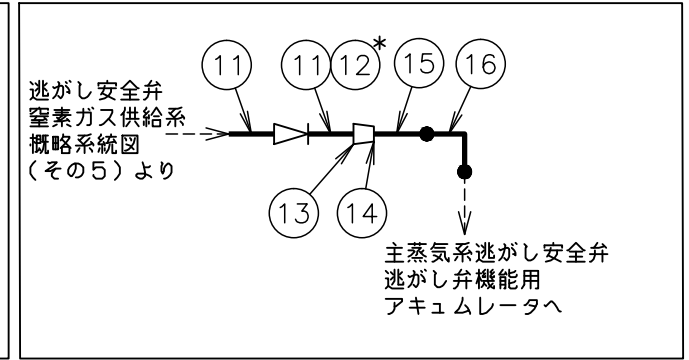 11 11 12 * 15 16
逃がし安全弁
窒素ガス供給系
概略系統図
(その5)より
13 14
主蒸気系逃がし安全弁
逃がし弁機能用
アキュムレータへ